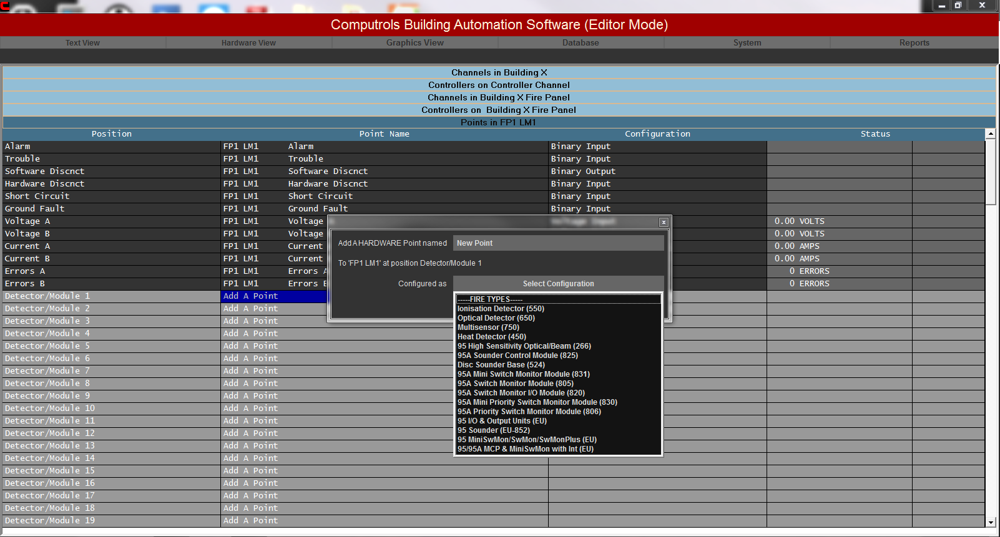 Computrols Building Automation Software (Editor Mode)
Text View Hardware View Graphics View Database System Reports
Channels in Building X
Controllers on Controller Channel
Channels in Building X Fire Panel
Controllers on Building X Fire Panel
Points in FP1 LM1
Position Point Name Configuration Status
Alarm FP1 LM1 Alarm Binary Input
Trouble FP1 LM1 Trouble Binary Input
Software Discnct FP1 LM1 Software Discnct Binary Output
Hardware Discnct FP1 LM1 Hardware Discnct Binary Input
Short Circuit FP1 LM1 Short Circuit Binary Input
Ground Fault FP1 LM1 Ground Fault Binary Input
Voltage A FP1 LM1 Voltage A Voltage Input 0.00 VOLTS
Voltage B FP1 LM1 Voltage 0.00 VOLTS
Current A FP1 LM1 Current 0.00 AMPS
Current B FP1 LM1 Current 0.00 AMPS
Errors A FP1 LM1 Errors A 0 ERRORS
Errors B FP1 LM1 Errors B 0 ERRORS
Detector/Module 1 Add A Point
Detector/Module 2 Add A Point
Detector/Module 3 Add A Point
Detector/Module 4 Add A Point
Detector/Module 5 Add A Point
Detector/Module 6 Add A Point
Detector/Module 7 Add A Point
Detector/Module 8 Add A Point
Detector/Module 9 Add A Point
Detector/Module 10 Add A Point
Detector/Module 11 Add A Point
Detector/Module 12 Add A Point
Detector/Module 13 Add A Point
Detector/Module 14 Add A Point
Detector/Module 15 Add A Point
Detector/Module 16 Add A Point
Detector/Module 17 Add A Point
Detector/Module 18 Add A Point
Detector/Module 19 Add A Point
Add A HARDWARE Point named New Point
To 'FP1 LM1' at position Detector/Module 1
Configured as Select Configuration
-----FIRE TYPES-----
Ionisation Detector (550)
Optical Detector (650)
Multisensor (750)
Heat Detector (450)
95 High Sensitivity Optical/Beam (266)
95A Sounder Control Module (825)
Disc Sounder Base (524)
95A Mini Switch Monitor Module (831)
95A Switch Monitor Module (805)
95A Switch Monitor I/O Module (820)
95A Mini Priority Switch Monitor Module (830)
95A Priority Switch Monitor Module (806)
95 I/O & Output Units (EU)
95 Sounder (EU-852)
95 MiniSwMon/SwMon/SwMonPlus (EU)
95/95A MCP & MiniSwMon with Int (EU)